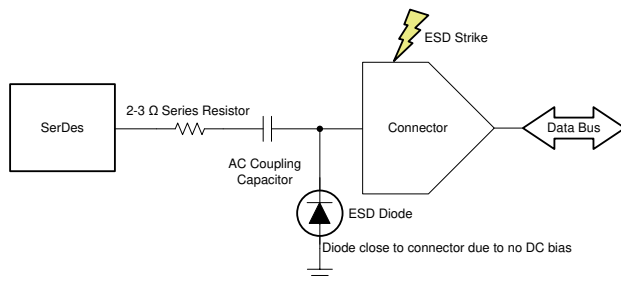 ESD Strike
2-3 Ω Series Resistor
SerDes
Connector
Data Bus
AC Coupling
Capacitor
ESD Diode
Diode close to connector due to no DC bias